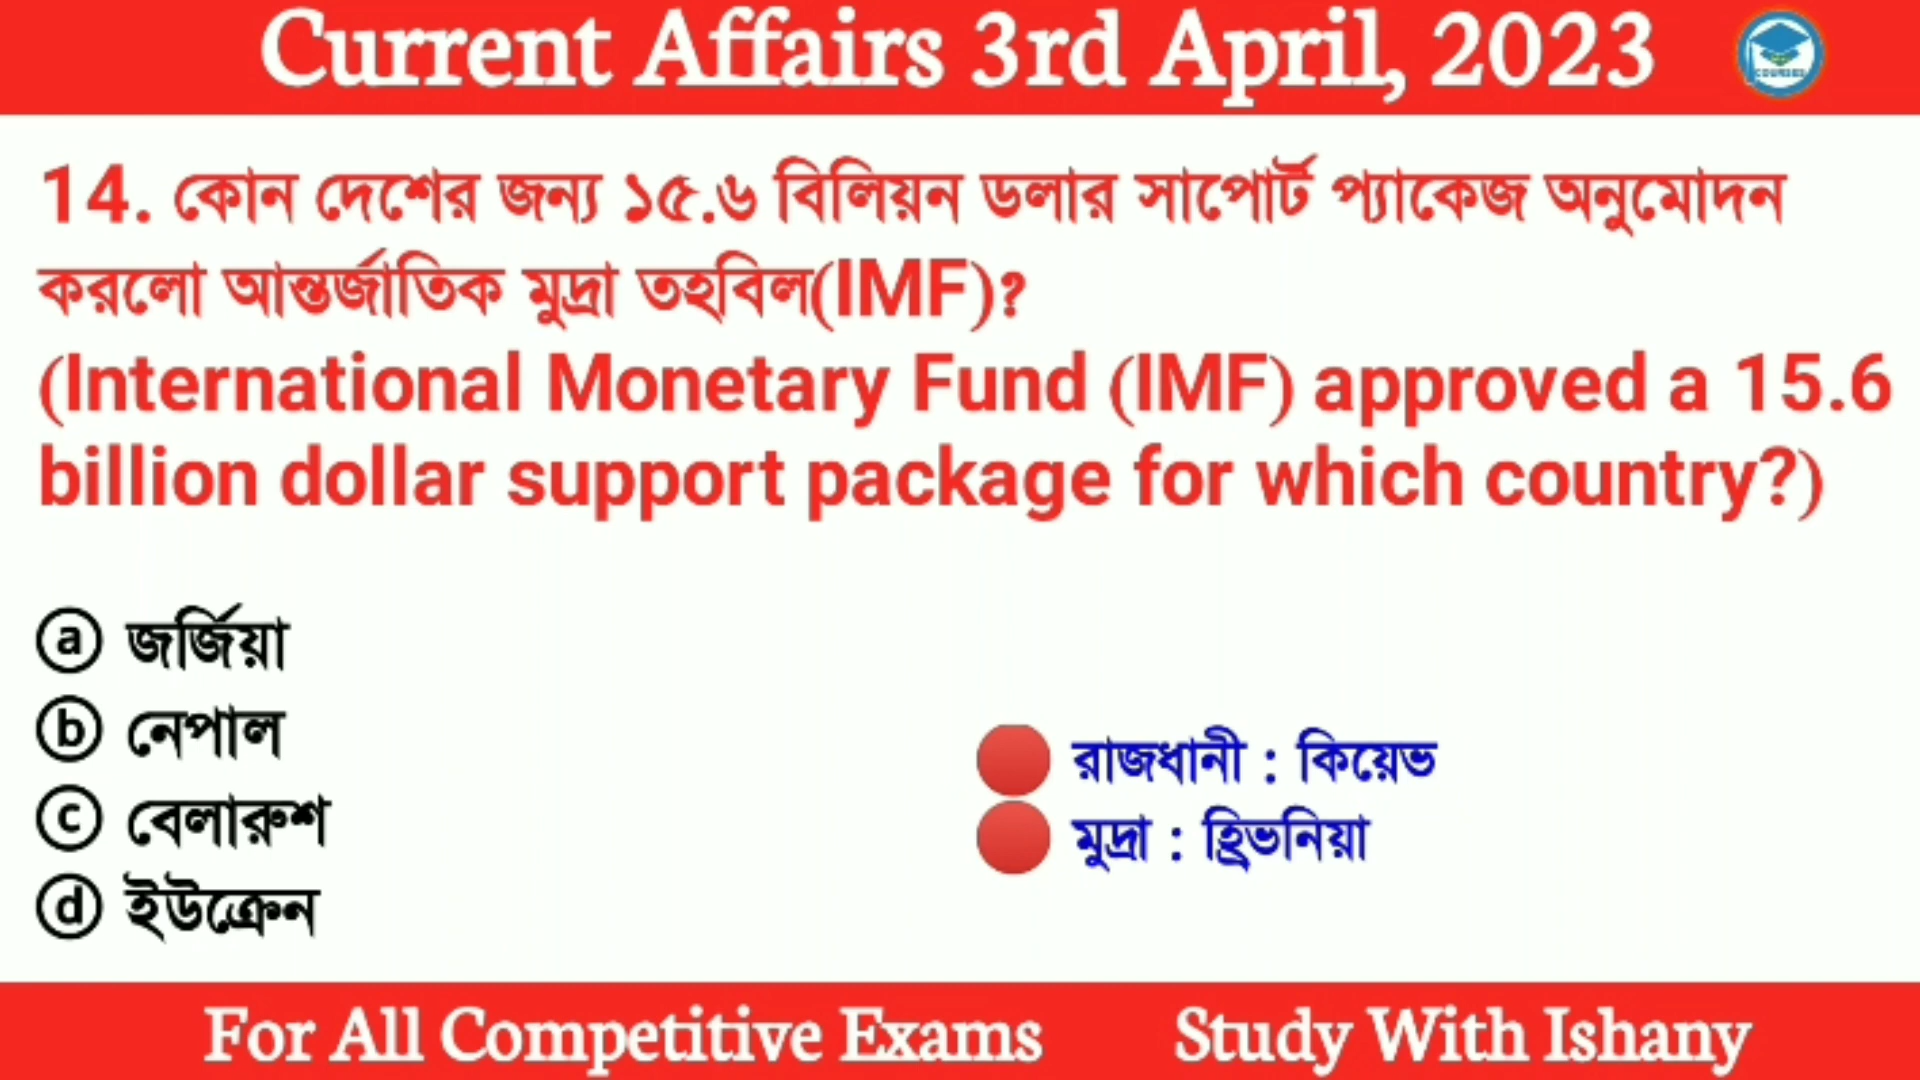 Current Affairs 3rd April, 2023
COURSES
14. কোন দেশের জন্য ১৫.৬ বিলিয়ন ডলার সাপোর্ট প্যাকেজ অনুমোদন
করলো আন্তর্জাতিক মুদ্রা তহবিল(IMF)?
(International Monetary Fund (IMF) approved a 15.6
billion dollar support package for which country?)
ⓐ জর্জিয়া
ⓑ নেপাল
ⓒ বেলারুশ
ⓓ ইউক্রেন
রাজধানী : কিয়েভ
মুদ্রা : হ্রিভনিয়া
For All Competitive Exams Study With Ishany